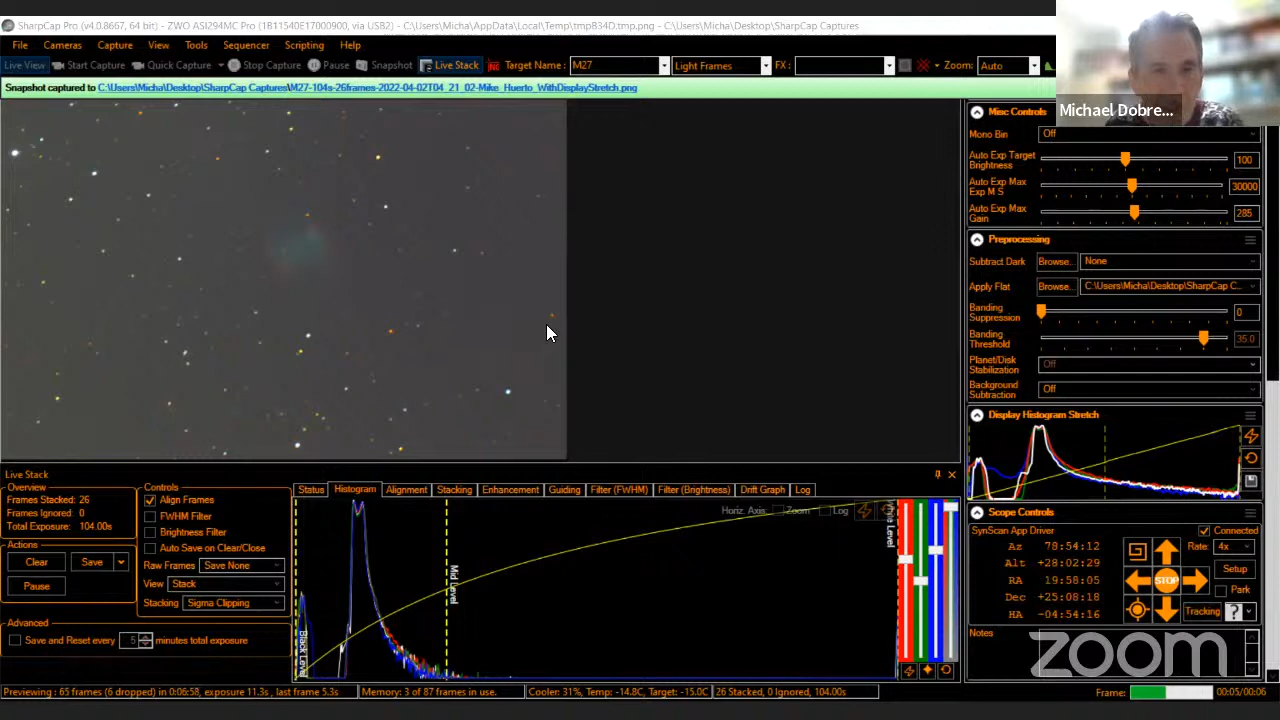 SharpCap Pro (v4.0.8667, 64 bit) - ZWO ASI294MC Pro (1B11540E17000900, via USB2) - C:\Users\Micha\AppData\Local\Temp\tmpB34D.tmp.png - C:\Users\Micha\Desktop\SharpCap Captures
File Cameras Capture View Tools Sequencer Scripting Help
Live View Start Capture Quick Capture Stop Capture Pause Snapshot Live Stack Target Name : M27 Light Frames FX : Zoom: Auto
Snapshot captured to C:\Users\Micha\Desktop\SharpCap Captures\M27-104s-26frames-2022-04-02T04_21_02-Mike_Huerto_WithDisplayStretch.png
Michael Dobre...
Misc Controls
Mono Bin Off
Auto Exp Target Brightness 100
Auto Exp Max Exp M S 30000
Auto Exp Max Gain 285
Preprocessing
Subtract Dark Browse... None
Apply Flat Browse... C:\Users\Micha\Desktop\SharpCap C...
Banding Suppression 0
Banding Threshold 35.0
Planet/Disk Stabilization Off
Background Subtraction Off
Display Histogram Stretch
Scope Controls
SynScan App Driver Connected
Az 78:54:12 Rate: 4x
Alt +28:02:29 Setup
RA 19:58:05 STOP Park
Dec +25:08:18
HA -04:54:16 Tracking ?
Notes
Live Stack
Overview
Frames Stacked: 26
Frames Ignored: 0
Total Exposure: 104.00s
Actions
Clear Save
Pause
Controls
Align Frames
FWHM Filter
Brightness Filter
Auto Save on Clear/Close
Raw Frames Save None
View Stack
Stacking Sigma Clipping
Advanced
Save and Reset every 5 minutes total exposure
Status Histogram Alignment Stacking Enhancement Guiding Filter (FWHM) Filter (Brightness) Drift Graph Log
Horiz. Axis: Zoom Log
Black Level
Mid Level
Level
zoom
Previewing : 65 frames (6 dropped) in 0:06:58, exposure 11.3s , last frame 5.3s Memory: 3 of 87 frames in use. Cooler: 31%, Temp: -14.8C, Target: -15.0C 26 Stacked, 0 Ignored, 104.00s Frame: 00:05/00:06